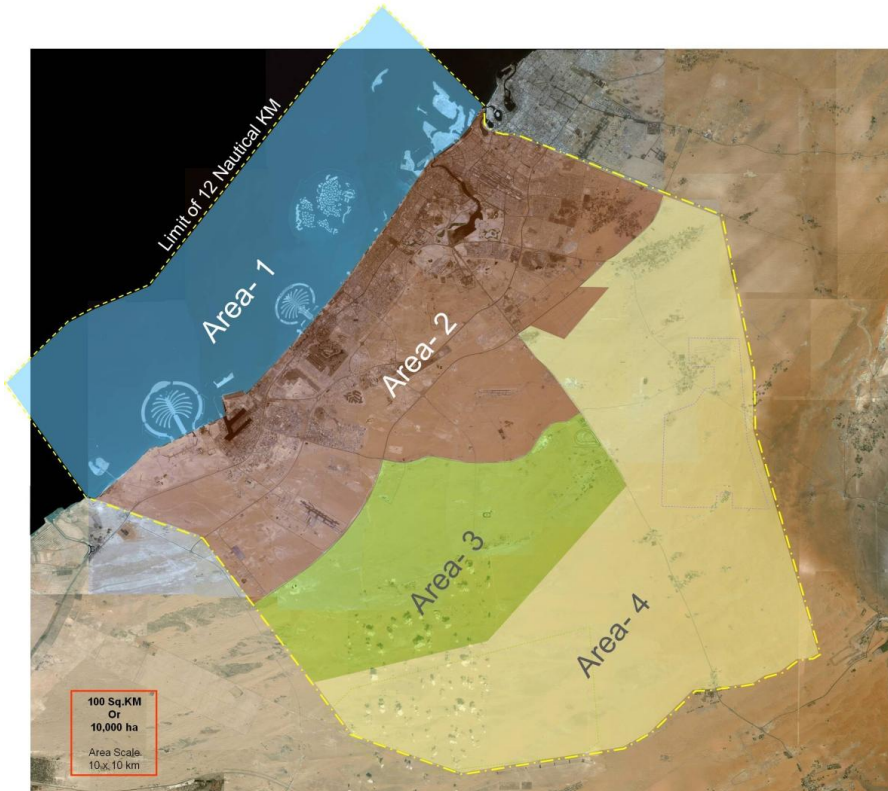 Limit of 12 Nautical KM
Area- 1
Area- 2
Area- 3
Area- 4
100 Sq.KM
Or
10,000 ha
Area Scale
10 x 10 km